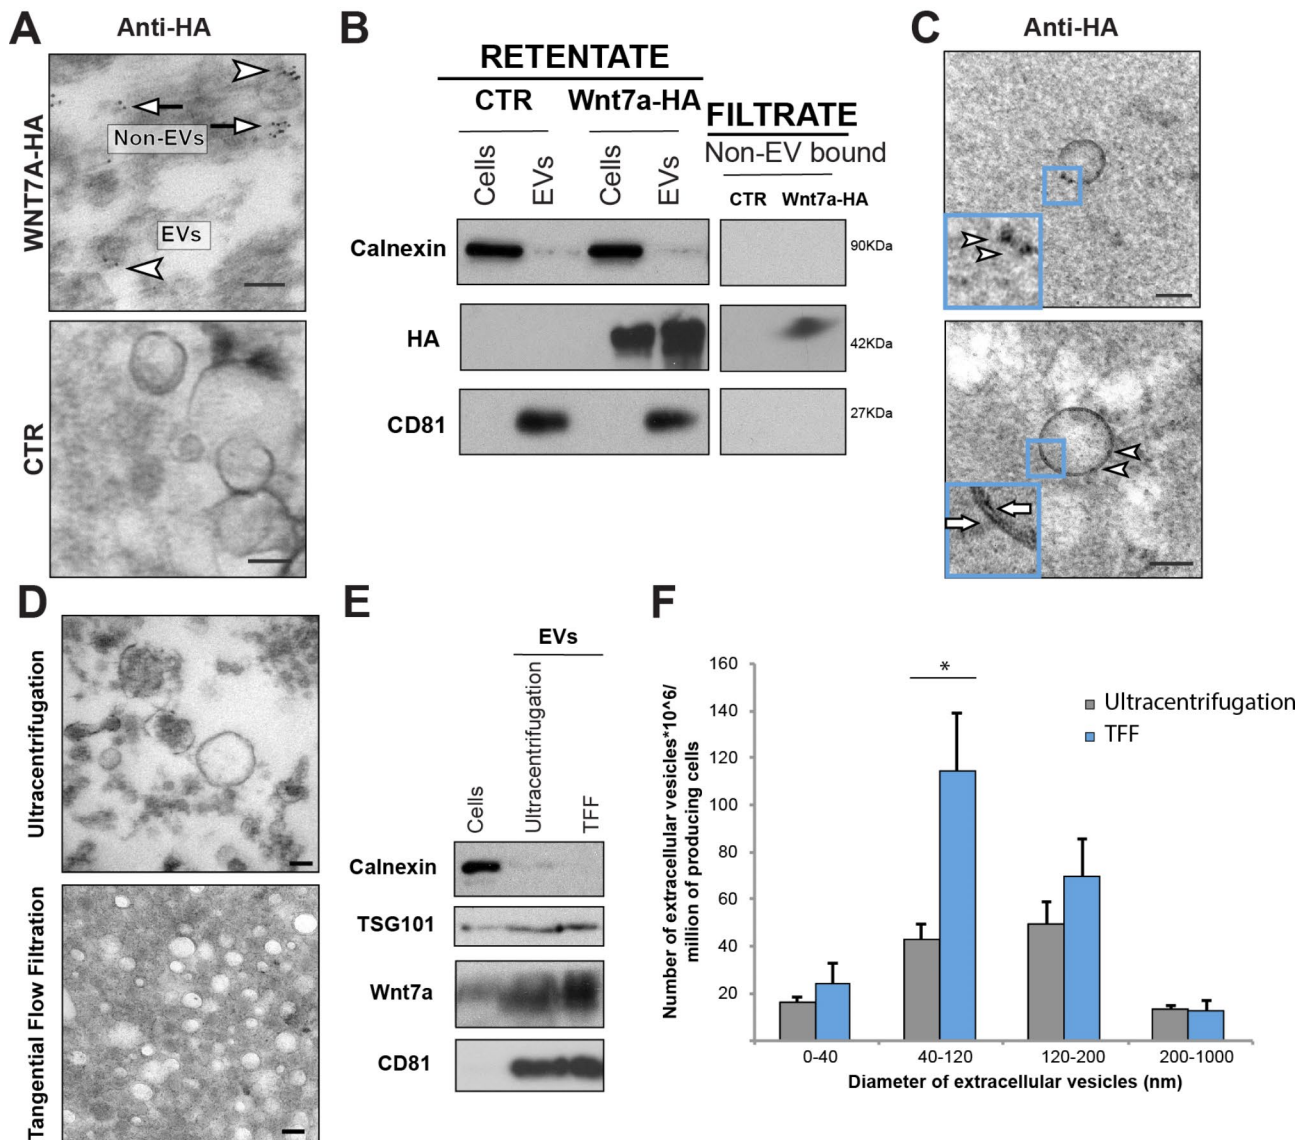 A
Anti-HA
WNT7A-HA
Non-EVs
EVs
CTR
B
RETENTATE
CTR
Wnt7a-HA
Cells
EVs
Cells
EVs
FILTRATE
Non-EV bound
CTR
Wnt7a-HA
Calnexin
90KDa
HA
42KDa
CD81
27KDa
C
Anti-HA
D
Ultracentrifugation
Tangential Flow Filtration
E
EVs
Cells
Ultracentrifugation
TFF
Calnexin
TSG101
Wnt7a
CD81
F
Number of extracellular vesicles*10^6/
million of producing cells
160
140
120
100
80
60
40
20
*
Ultracentrifugation
TFF
0-40
40-120
120-200
200-1000
Diameter of extracellular vesicles (nm)